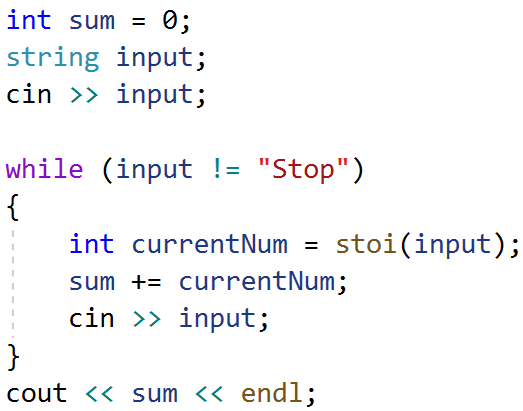 int sum = 0;
string input;
cin >> input;
while (input != "Stop")
{
int currentNum = stoi(input);
sum += currentNum;
cin >> input;
}
cout << sum << endl;